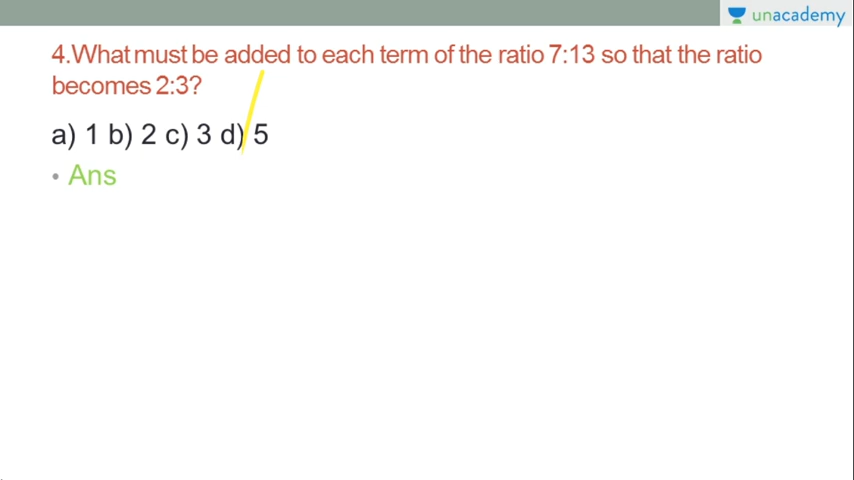 unacademy
4.What must be added to each term of the ratio 7:13 so that the ratio
becomes 2:3?
a) 1 b) 2 c) 3 d) 5
• Ans